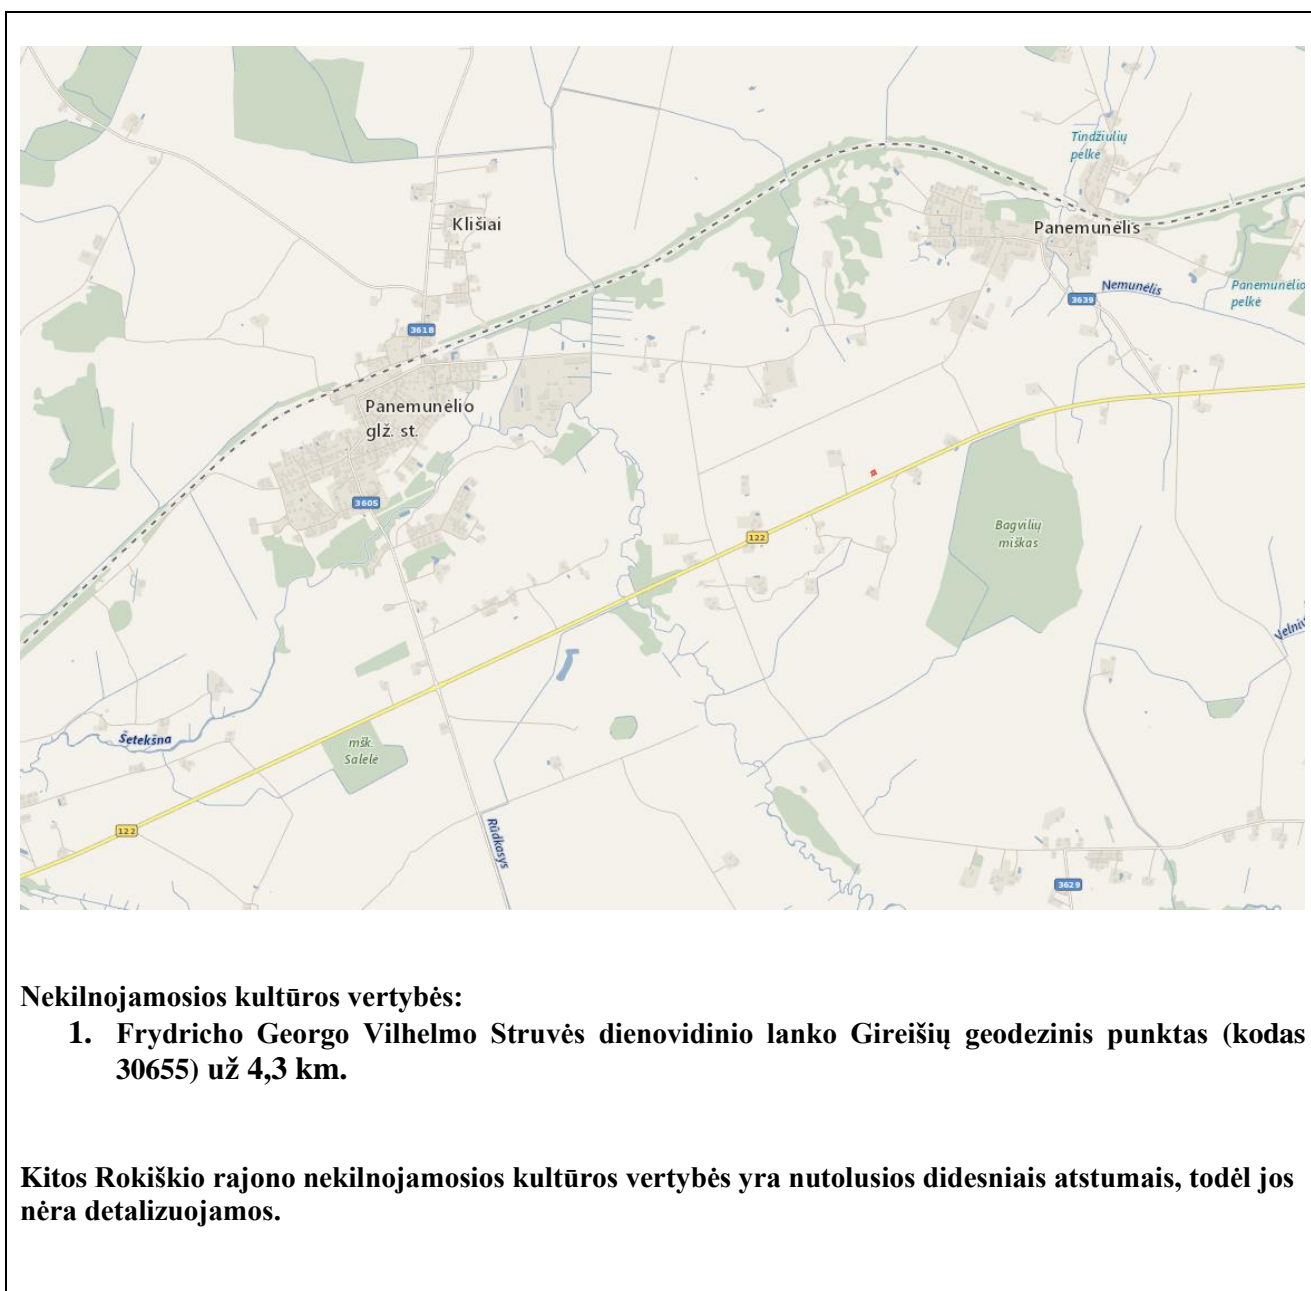 Tindžiulių
pelkė
Klišiai
Panemunėlis
Nemunėlis
Panemunėlio
pelkė
3639
3618
Panemunėlio
glž. st.
3605
Bagvilių
miškas
122
Šetekšna
mšk.
Salelė
122
Rūdkasys
3629
Nekilnojamosios kultūros vertybės:
1. Frydricho Georgo Vilhelmo Struvės dienovidinio lanko Gireišių geodezinis punktas (kodas
30655) už 4,3 km.
Kitos Rokiškio rajono nekilnojamosios kultūros vertybės yra nutolusios didesniais atstumais, todėl jos
nėra detalizuojamos.